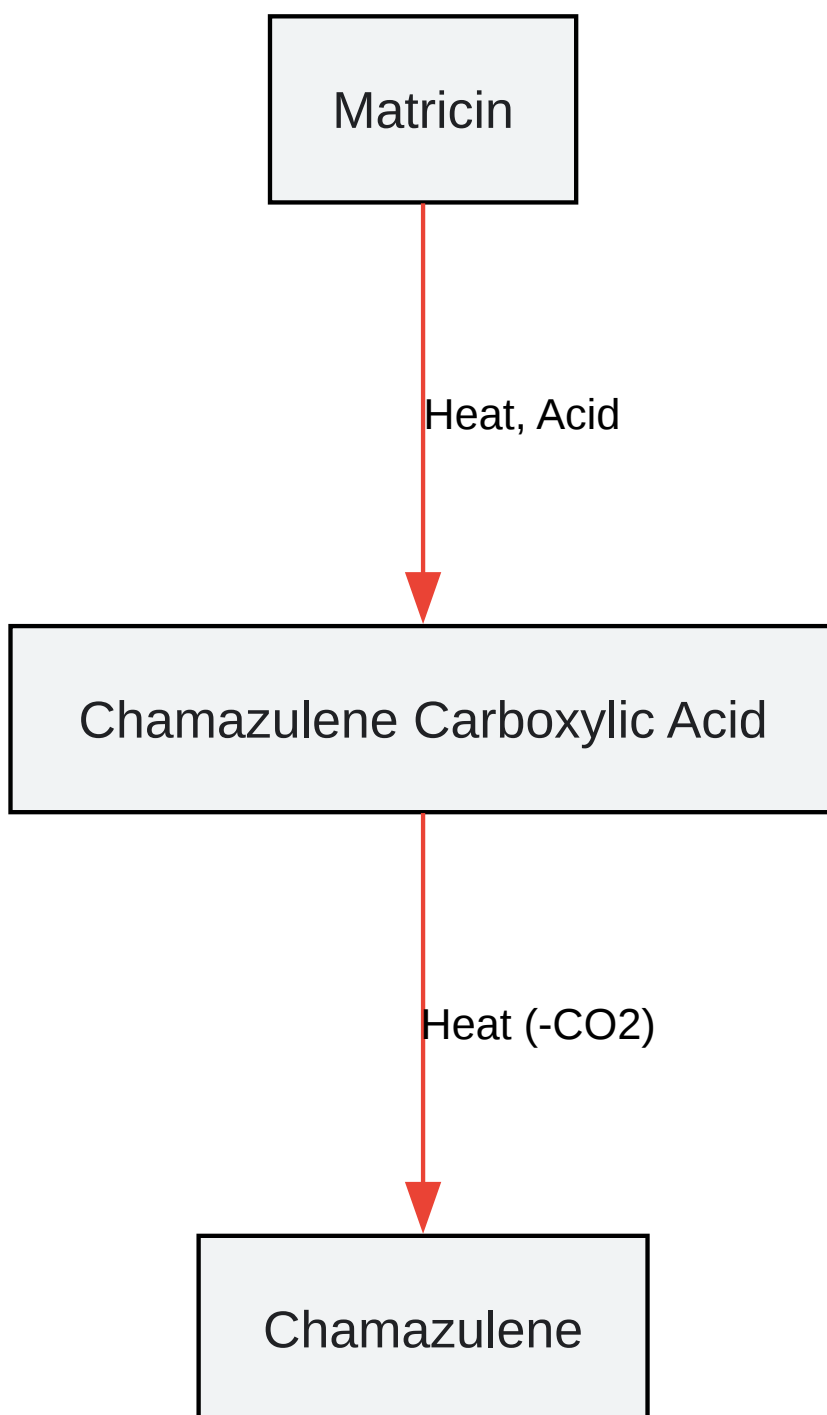 Matricin
Heat, Acid
Chamazulene Carboxylic Acid
Heat (-CO2)
Chamazulene